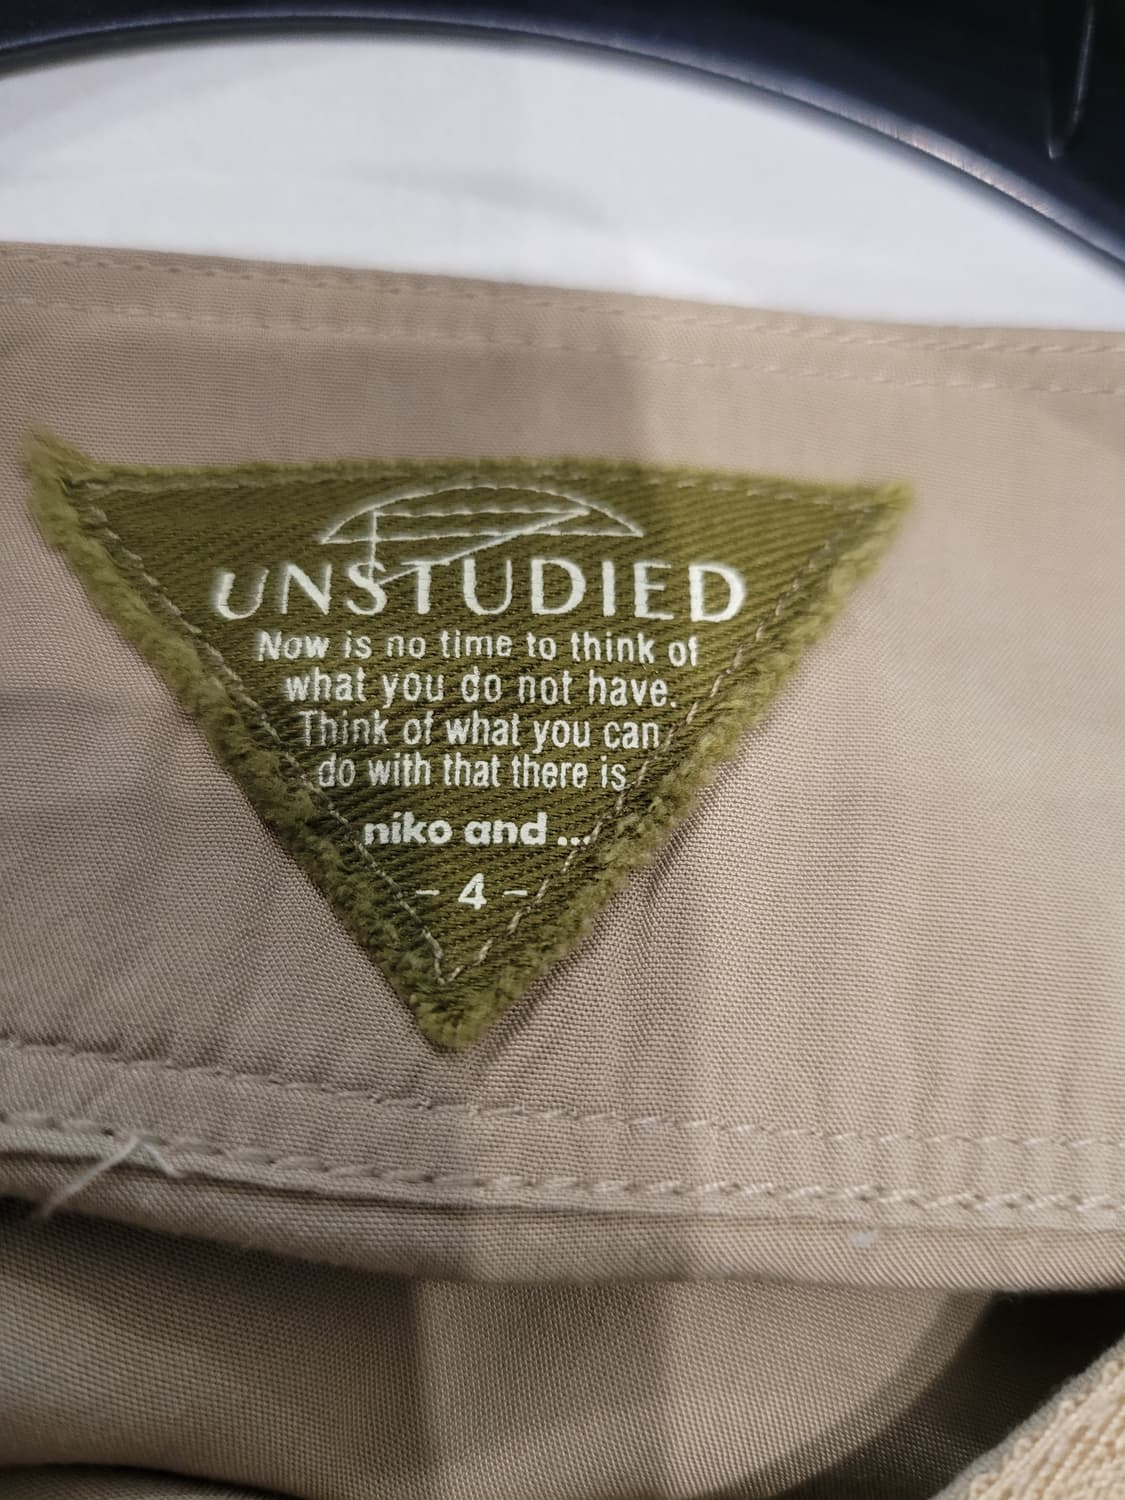 UNSTUDIED
Now is no time to think of
what you do not have.
Think of what you can
do with that there is
niko and ...
- 4 -